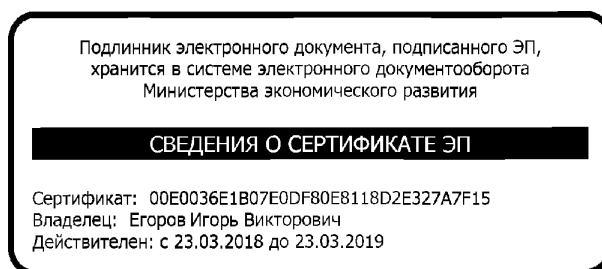 Подлинник электронного документа, подписанного ЭП,
хранится в системе электронного документооборота
Министерства экономического развития
СВЕДЕНИЯ О СЕРТИФИКАТЕ ЭП
Сертификат: 00E0036E1B07E0DF80E8118D2E327A7F15
Владелец: Егоров Игорь Викторович
Действителен: с 23.03.2018 до 23.03.2019